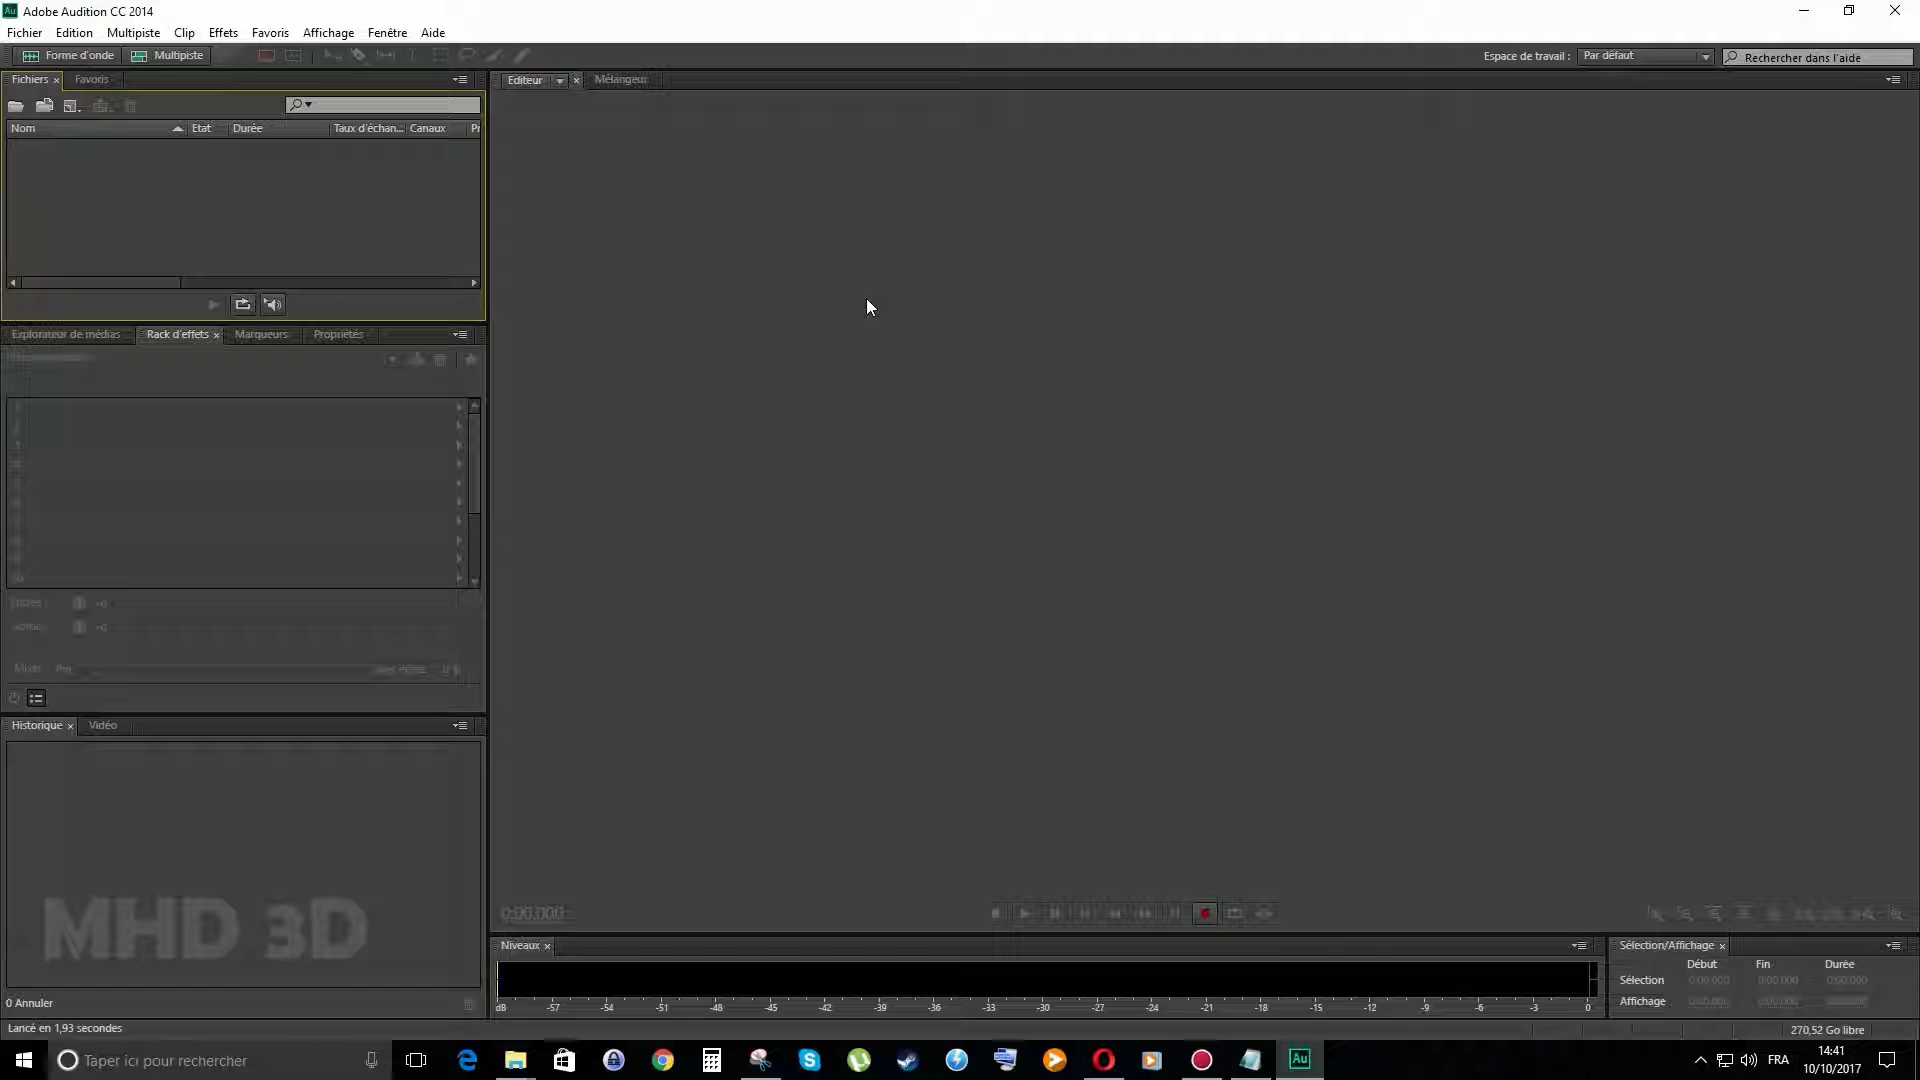 Adobe Audition CC 2014
Fichier Edition Multipiste Clip Effets Favoris Affichage Fenêtre Aide
Forme d'onde Multipiste Espace de travail : Par défaut Rechercher dans l'aide
Fichiers Favoris Editeur Mélangeur
Nom Etat Durée Taux d'échan... Canaux Pr
Explorateur de médias Rack d'effets Marqueurs Propriétés
Historique Vidéo
MHD 3D
0:00.000
Niveaux Sélection/Affichage
Début Fin Durée
Sélection 0:00.000 0:00.000 0:00.000
Affichage
dB -57 -54 -51 -48 -45 -42 -39 -36 -33 -30 -27 -24 -21 -18 -15 -12 -9 -6 -3 0
0 Annuler
Lancé en 1,93 secondes 270,52 Go libre
Taper ici pour rechercher FRA 14:41
10/10/2017